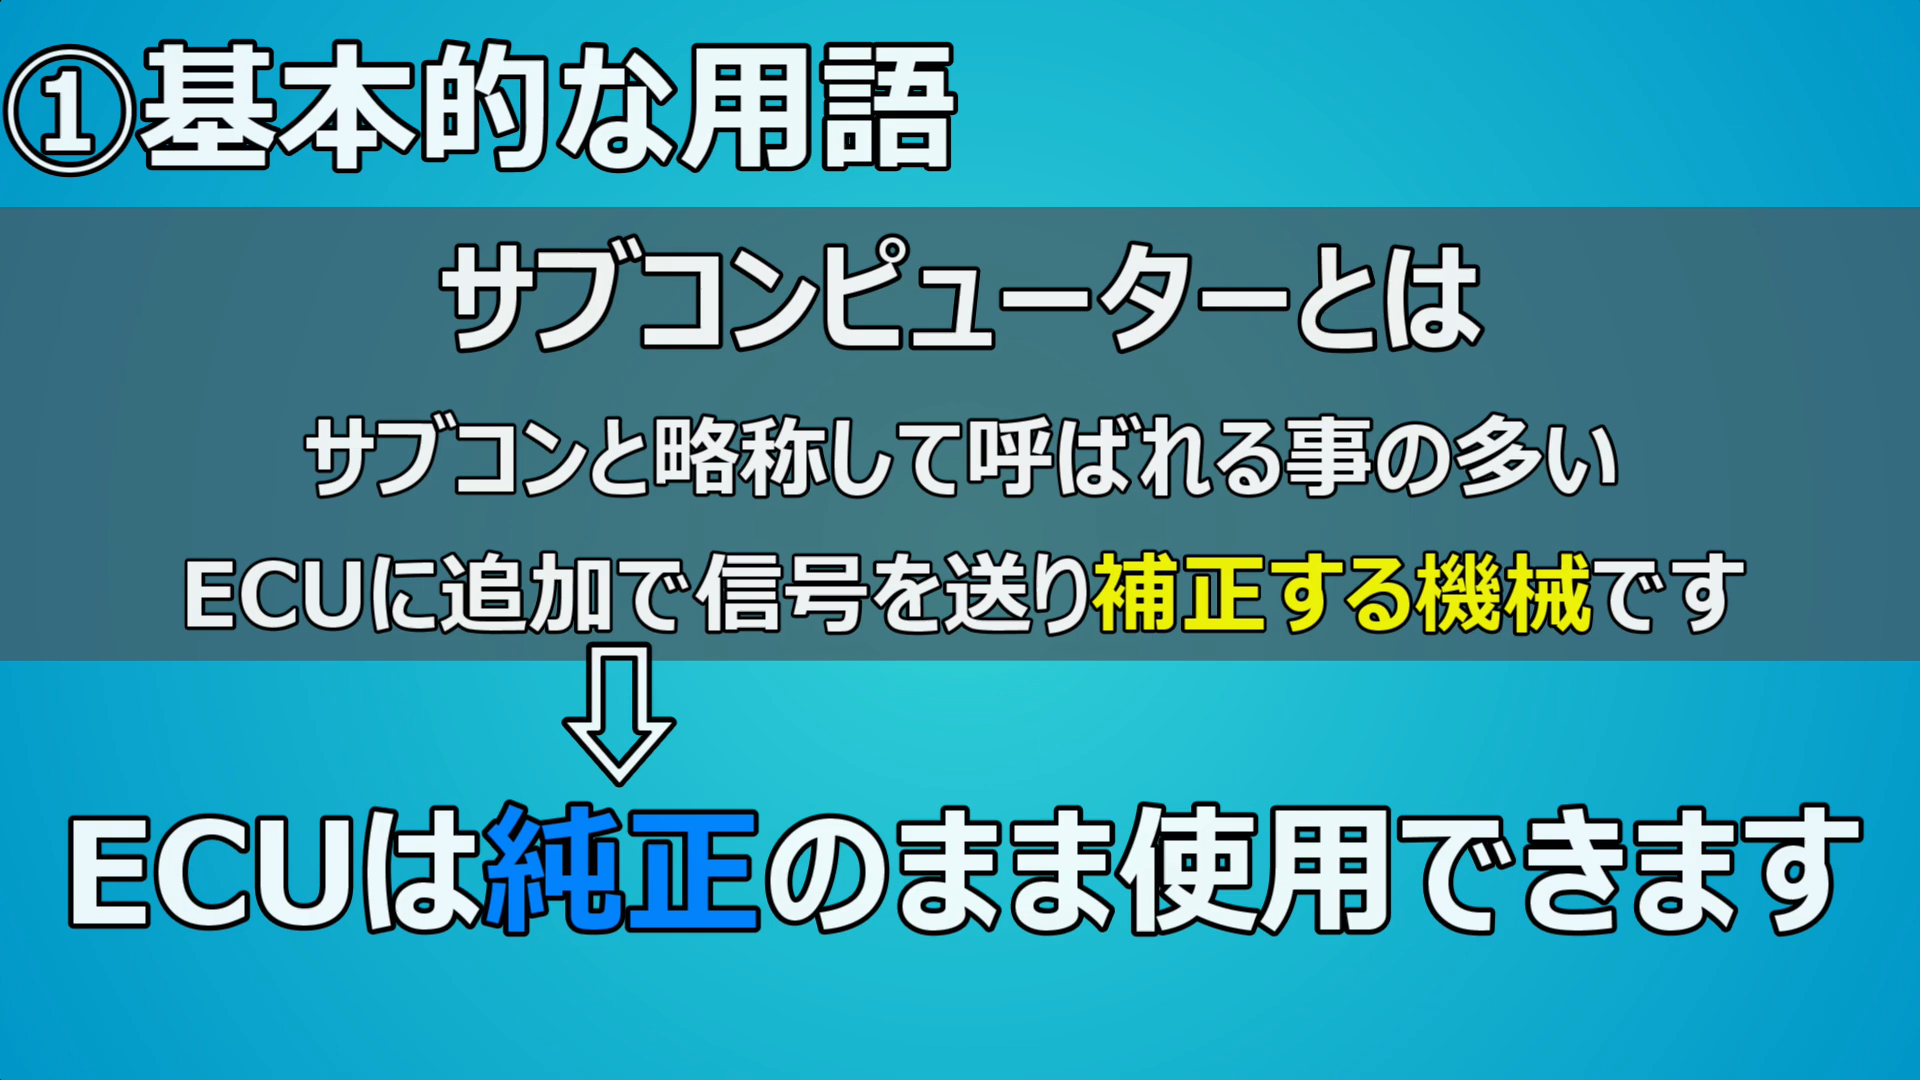 ①基本的な用語
サブコンピューターとは
サブコンと略称して呼ばれる事の多い
ECUに追加で信号を送り補正する機械です
ECUは純正のまま使用できます